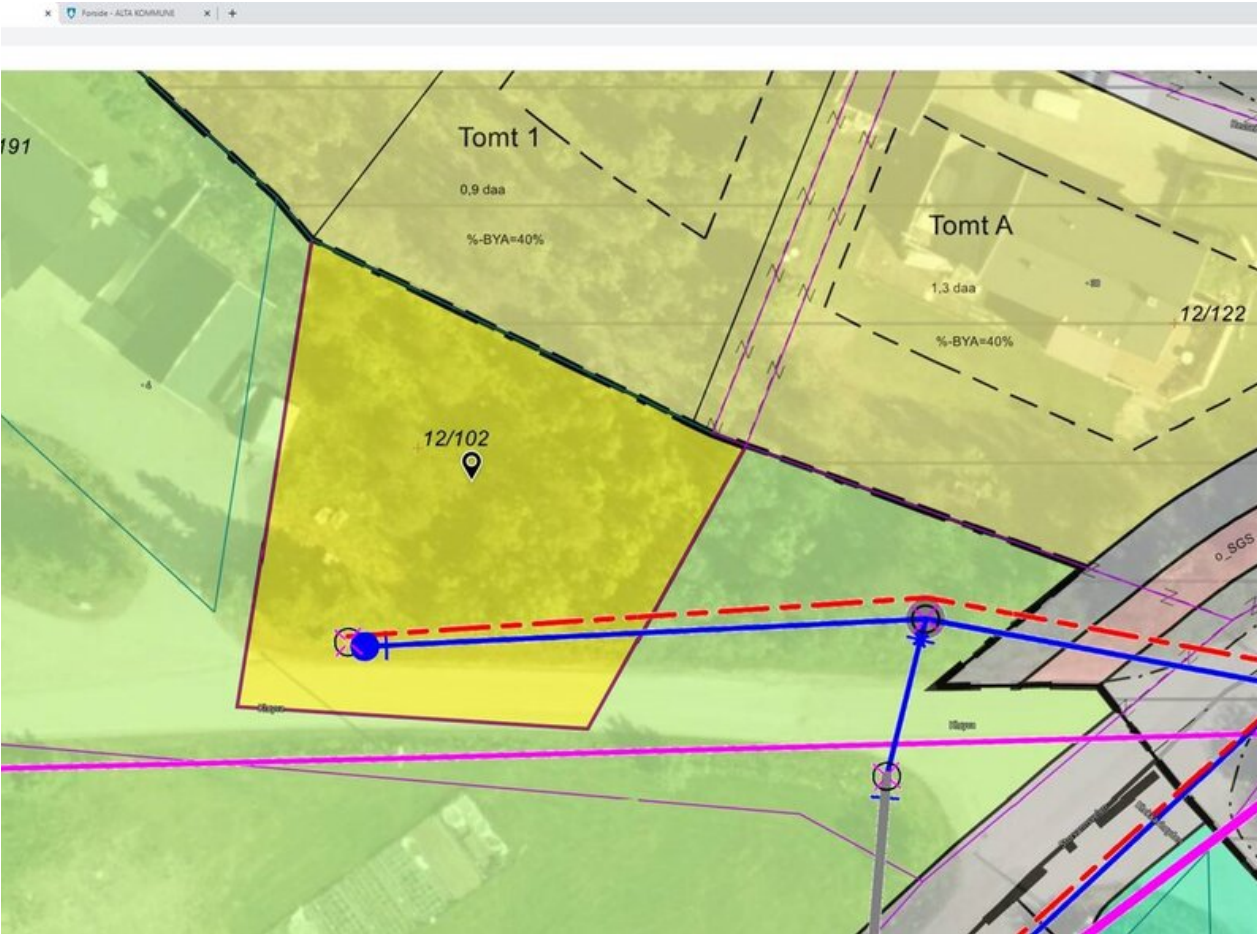 Forside - ALTA KOMMUNE
191
Tomt 1
0,9 daa
%-BYA=40%
Tomt A
1,3 daa
%-BYA=40%
12/122
12/102
o_SGS